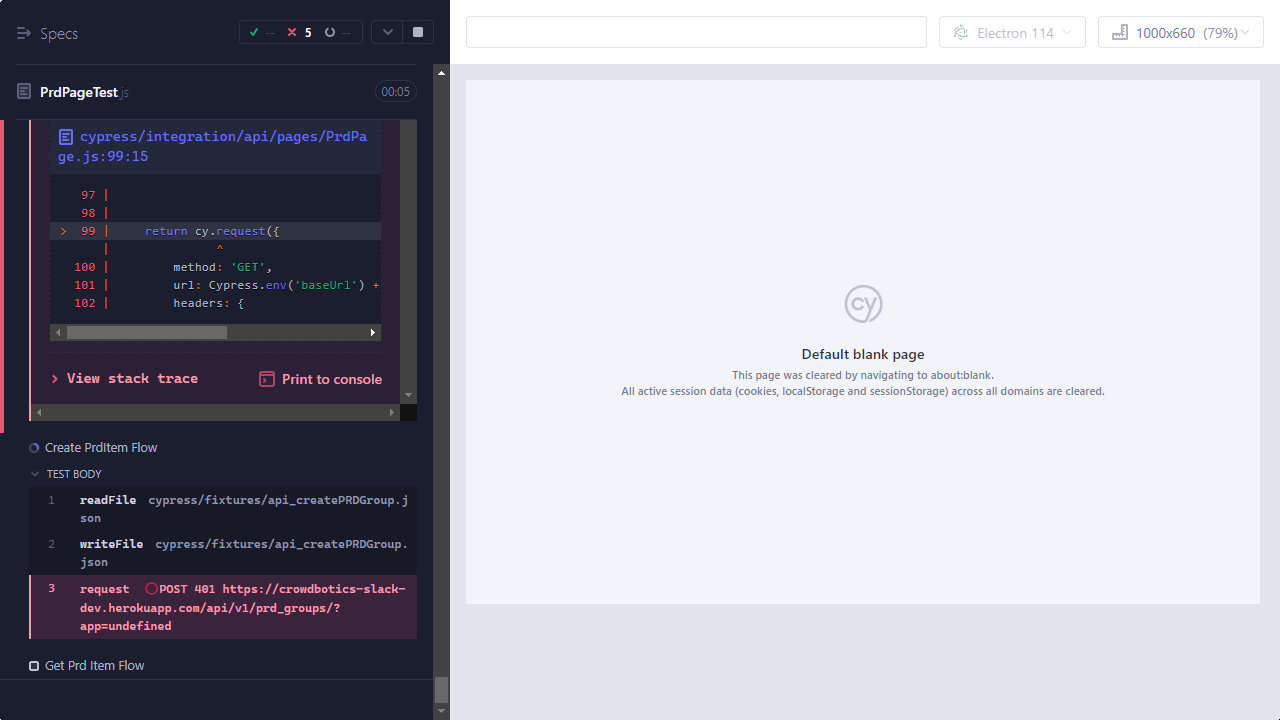 Specs
--
5
--
Electron 114
1000x660 (79%)
PrdPageTest.js
00:05
cypress/integration/api/pages/PrdPa
ge.js:99:15
97 |
98 |
> 99 | return cy.request({
| ^
100 | method: 'GET',
101 | url: Cypress.env('baseUrl') +
102 | headers: {
View stack trace
Print to console
cy
Default blank page
This page was cleared by navigating to about:blank.
All active session data (cookies, localStorage and sessionStorage) across all domains are cleared.
Create PrdItem Flow
TEST BODY
1 readFile cypress/fixtures/api_createPRDGroup.j
son
2 writeFile cypress/fixtures/api_createPRDGroup.
json
3 request POST 401 https://crowdbotics-slack-
dev.herokuapp.com/api/v1/prd_groups/?
app=undefined
Get Prd Item Flow